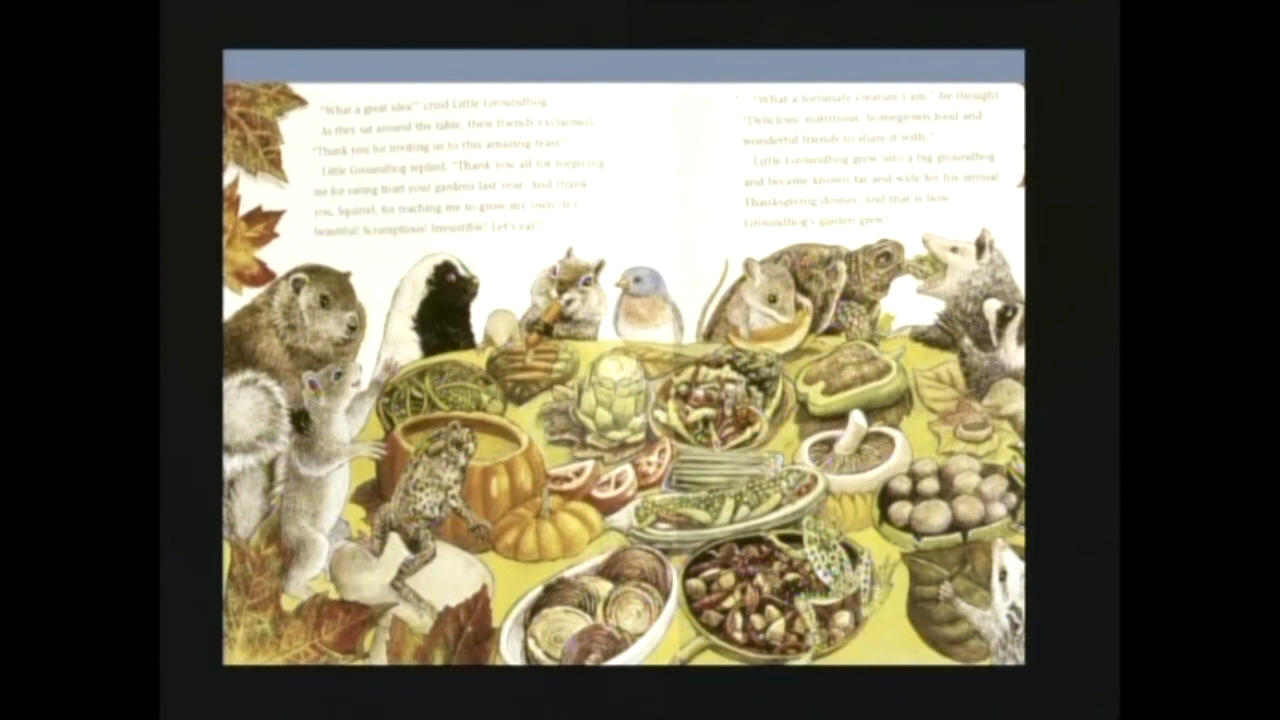 "What a great idea!" cried Little Groundhog.
As they sat around the table, their friends exclaimed,
"Thank you for inviting us to this amazing feast!"
Little Groundhog replied, "Thank you all for forgiving
me for eating from your gardens last year. And thank
you, Squirrel, for teaching me to grow my own. It's
beautiful! Scrumptious! Irresistible! Let's eat!"
"What a fortunate creature I am," he thought.
"Delicious, nutritious, homegrown food and
wonderful friends to share it with."
Little Groundhog grew into a big groundhog
and became known far and wide for his annual
Thanksgiving dinner. And that is how
Groundhog's garden grew!